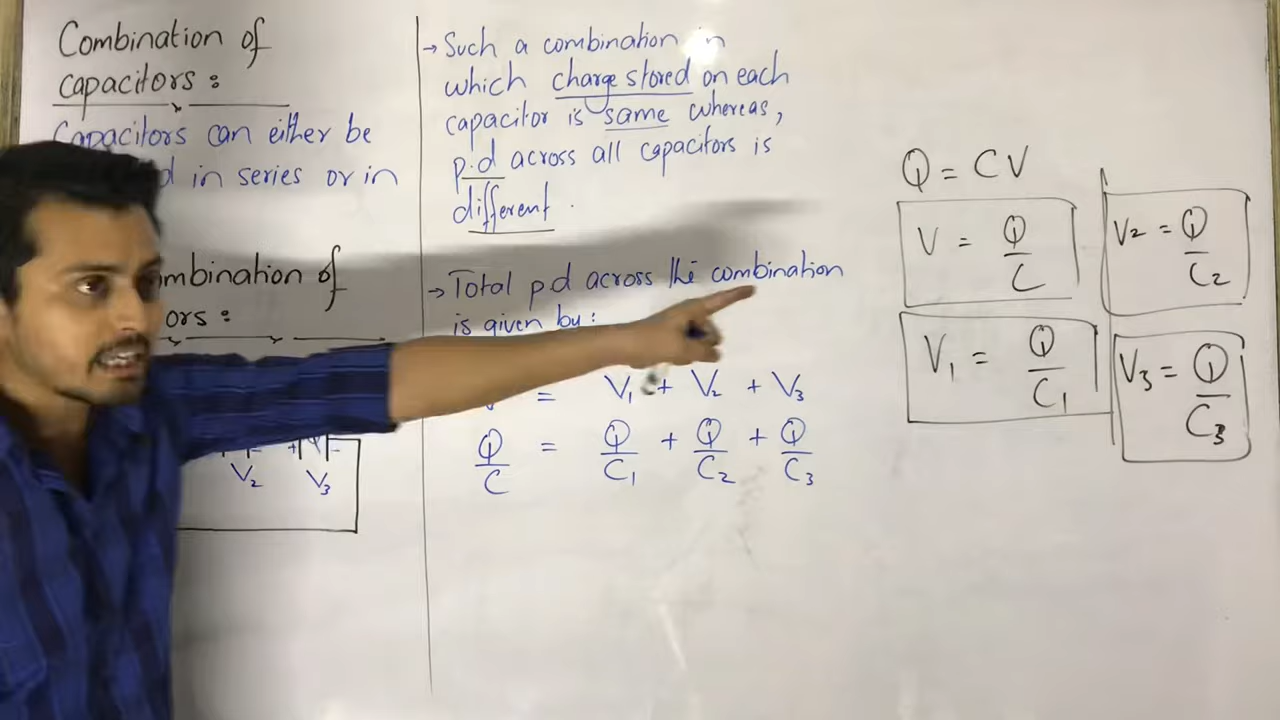 Combination of
capacitors :
Capacitors can either be
in series or in
mbination of
ors :
V2 V3
→ Such a combination in
which charge stored on each
capacitor is same whereas,
p.d across all capacitors is
different.
→ Total p.d across the combination
is given by:
= V1 + V2 + V3
Q/C = Q/C1 + Q/C2 + Q/C3
Q = CV
V = Q/C
V1 = Q/C1
V2 = Q/C2
V3 = Q/C3